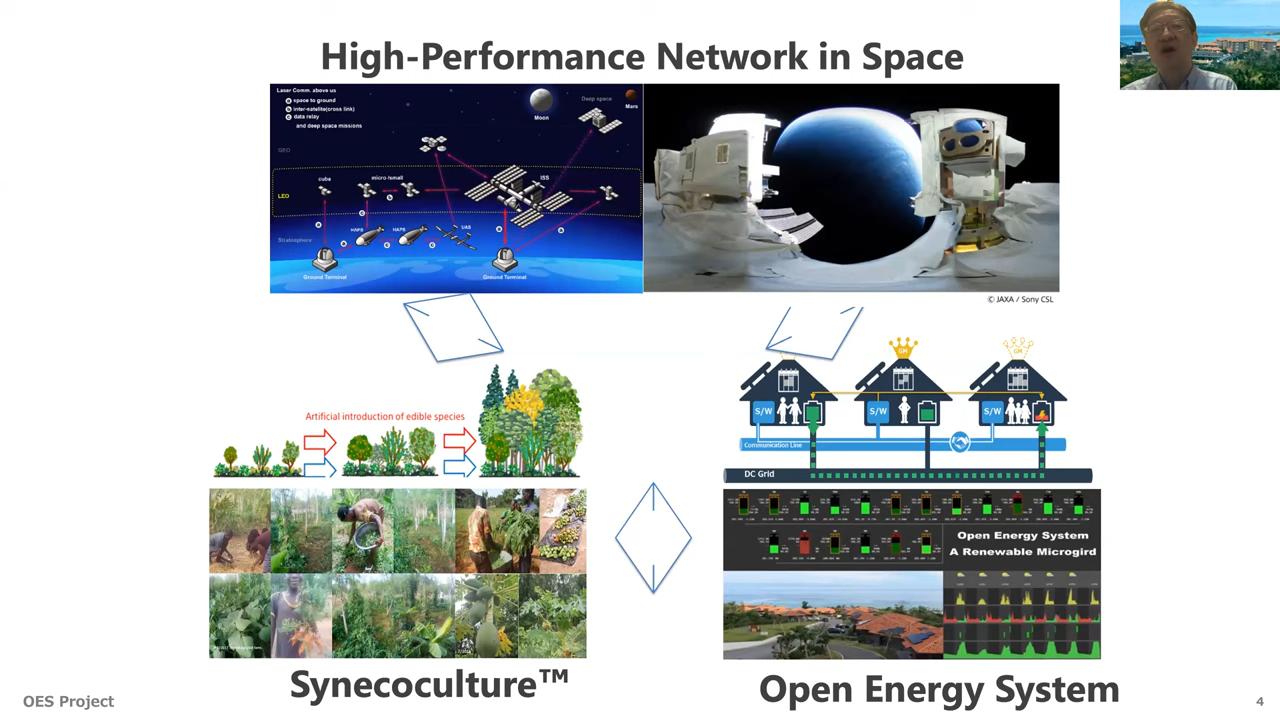 High-Performance Network in Space
Laser Comm. above us
a space to ground
b inter-satellite(cross link)
c data relay
and deep space missions
Moon
Deep space
Mars
GEO
cube
micro /small
ISS
LEO
b
c
a
a
a
Stratosphere
HAPS
HAPS
UAS
a
c
c
Ground Terminal
Ground Terminal
© JAXA / Sony CSL
GM
GM
Artificial introduction of edible species
S/W
S/W
S/W
Communication Line
DC Grid
Open Energy System
A Renewable Microgird
Synecoculture™
Open Energy System
OES Project
4